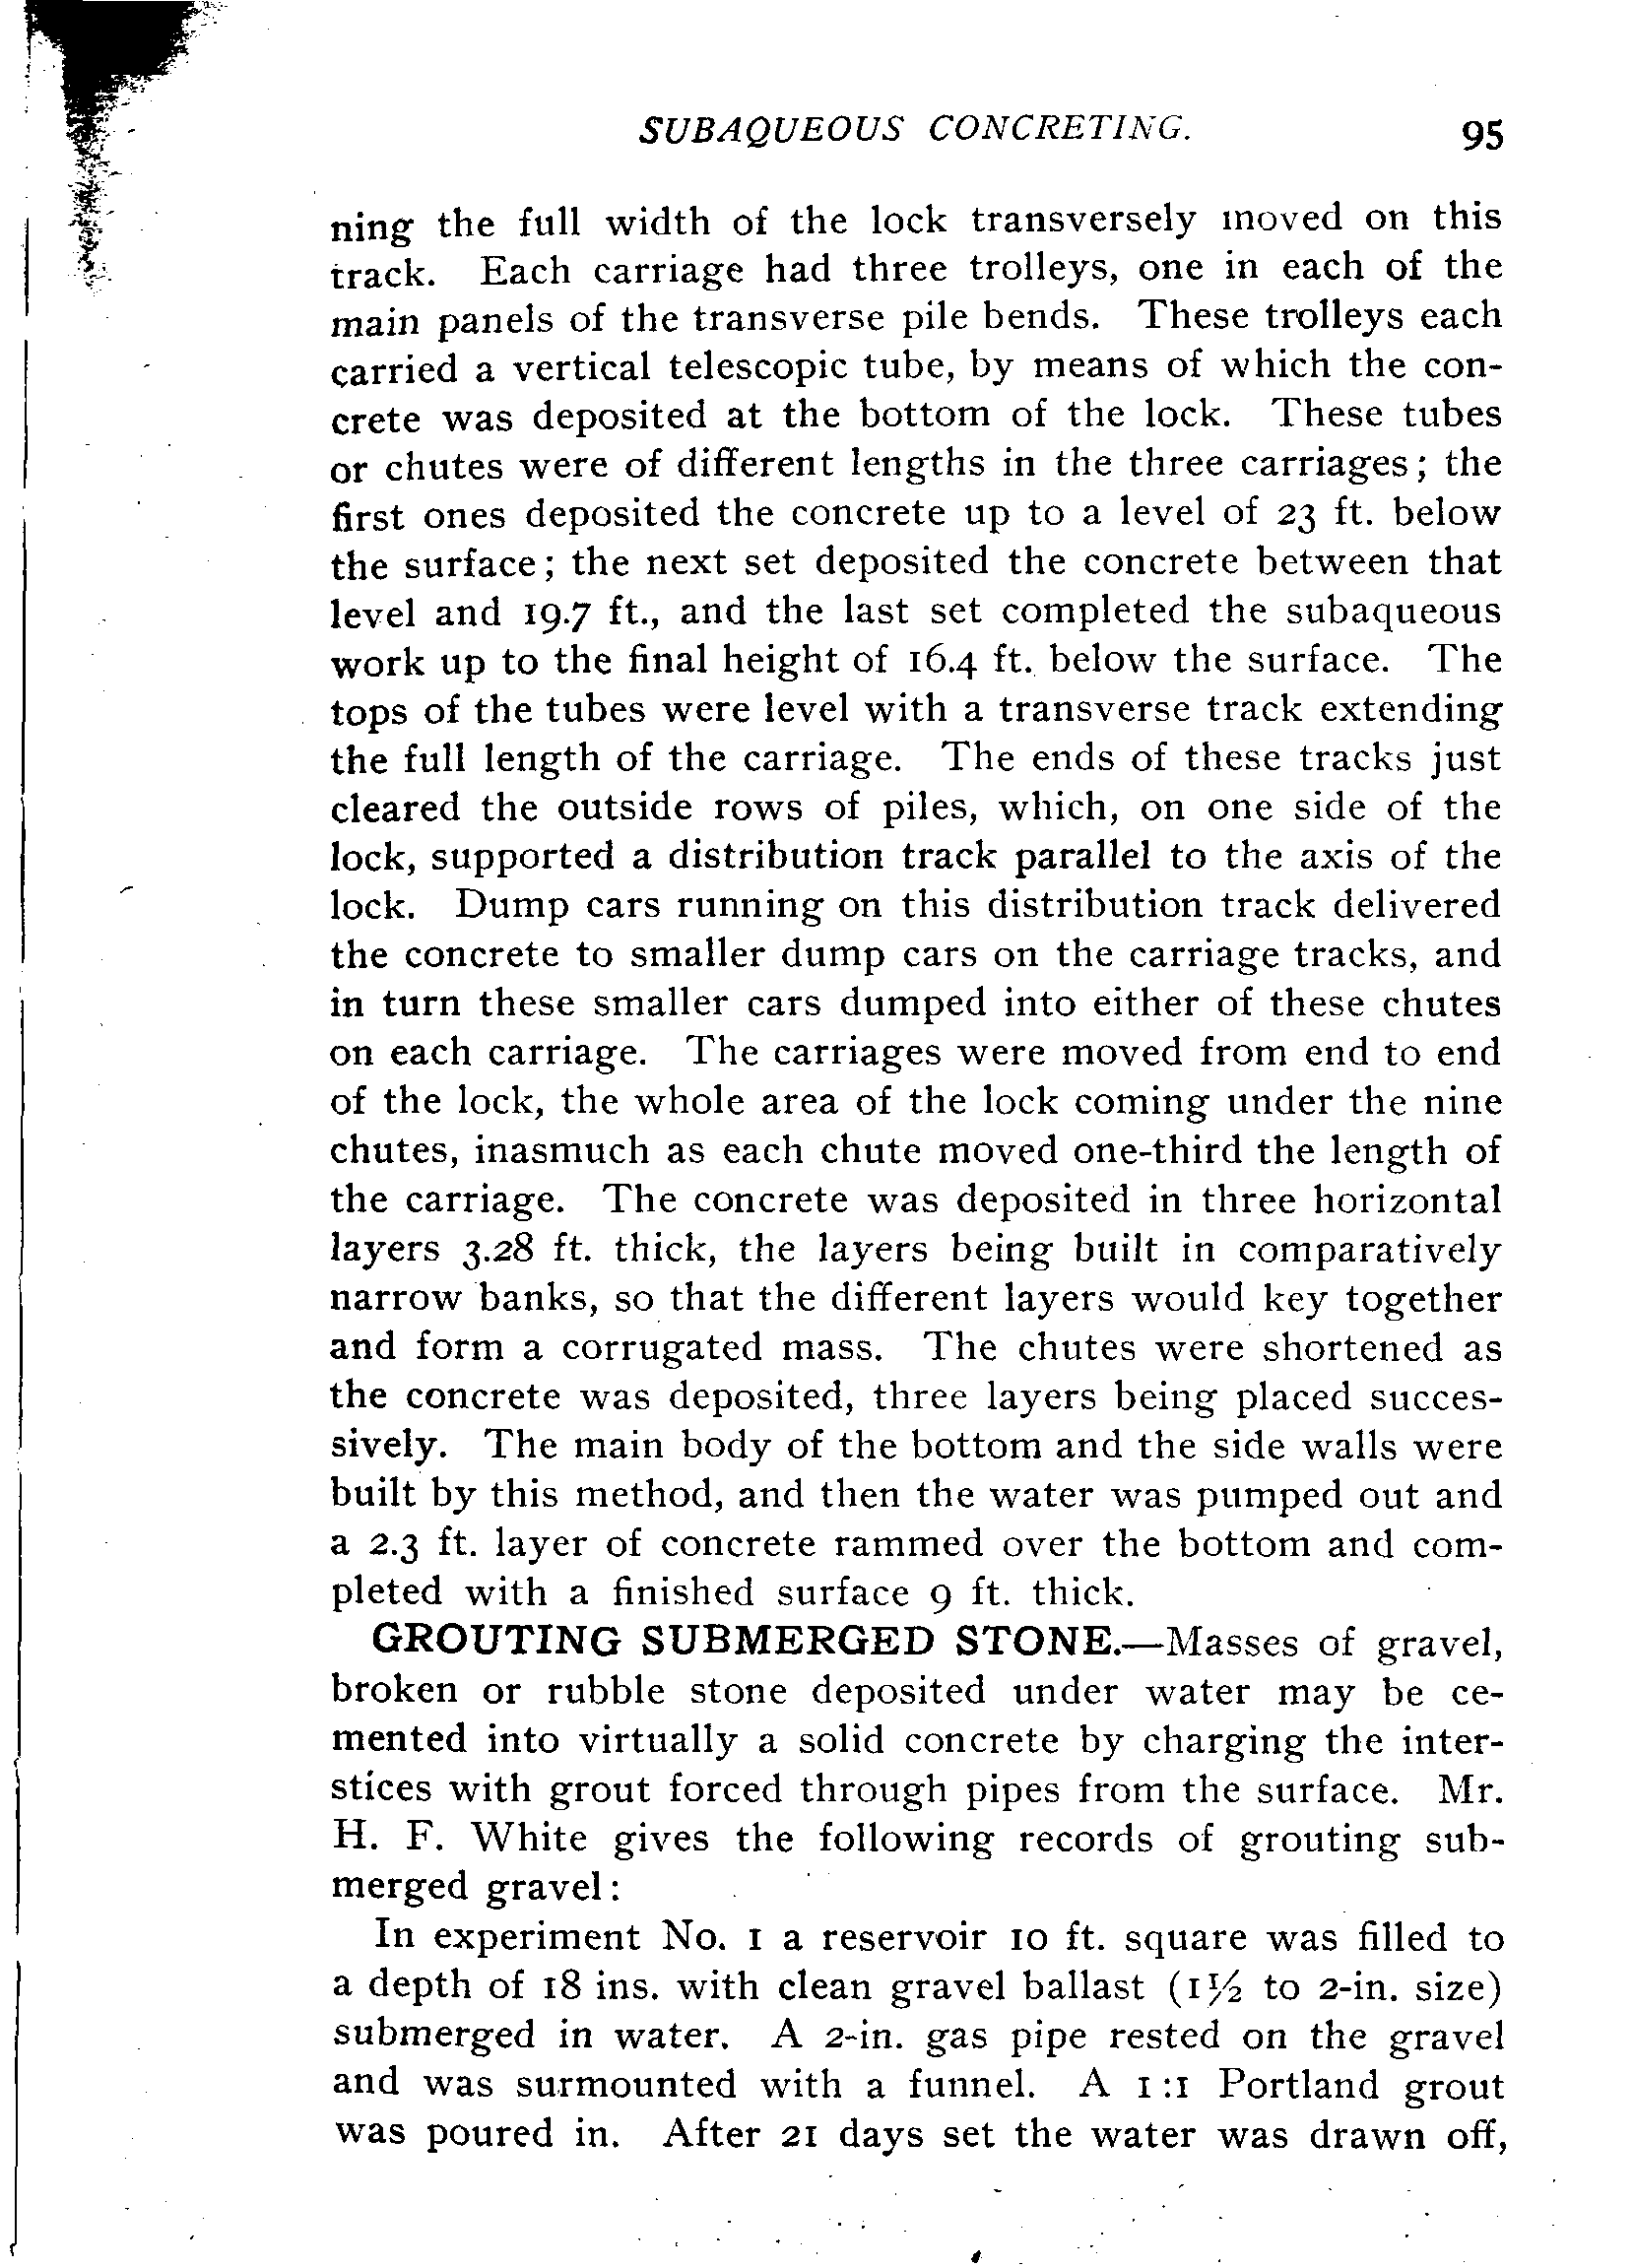 SUBAQUEOUS CONCRETING. 95
ning the full width of the lock transversely moved on this
track. Each carriage had three trolleys, one in each of the
main panels of the transverse pile bends. These trolleys each
carried a vertical telescopic tube, by means of which the con-
crete was deposited at the bottom of the lock. These tubes
or chutes were of different lengths in the three carriages; the
first ones deposited the concrete up to a level of 23 ft. below
the surface; the next set deposited the concrete between that
level and 19.7 ft., and the last set completed the subaqueous
work up to the final height of 16.4 ft. below the surface. The
tops of the tubes were level with a transverse track extending
the full length of the carriage. The ends of these tracks just
cleared the outside rows of piles, which, on one side of the
lock, supported a distribution track parallel to the axis of the
lock. Dump cars running on this distribution track delivered
the concrete to smaller dump cars on the carriage tracks, and
in turn these smaller cars dumped into either of these chutes
on each carriage. The carriages were moved from end to end
of the lock, the whole area of the lock coming under the nine
chutes, inasmuch as each chute moved one-third the length of
the carriage. The concrete was deposited in three horizontal
layers 3.28 ft. thick, the layers being built in comparatively
narrow banks, so that the different layers would key together
and form a corrugated mass. The chutes were shortened as
the concrete was deposited, three layers being placed succes-
sively. The main body of the bottom and the side walls were
built by this method, and then the water was pumped out and
a 2.3 ft. layer of concrete rammed over the bottom and com-
pleted with a finished surface 9 ft. thick.
GROUTING SUBMERGED STONE.—Masses of gravel,
broken or rubble stone deposited under water may be ce-
mented into virtually a solid concrete by charging the inter-
stices with grout forced through pipes from the surface. Mr.
H. F. White gives the following records of grouting sub-
merged gravel:
In experiment No. 1 a reservoir 10 ft. square was filled to
a depth of 18 ins. with clean gravel ballast (1½ to 2-in. size)
submerged in water. A 2-in. gas pipe rested on the gravel
and was surmounted with a funnel. A 1:1 Portland grout
was poured in. After 21 days set the water was drawn off,